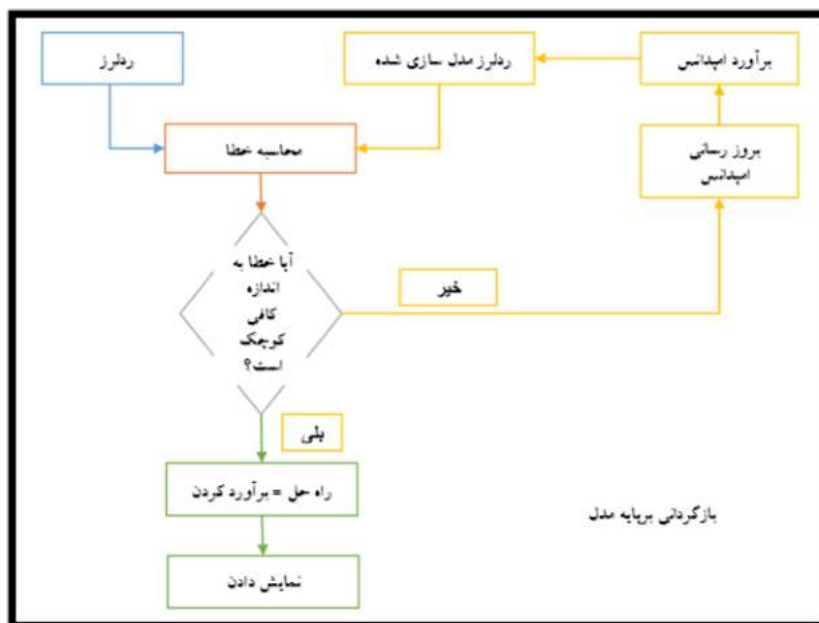 ردلرز
ردلرز مدل سازی شده
برآورد امپدانس
بروز رسانی
امپدانس
محاسبه خطا
آیا خطا به
اندازه
کافی
کوچک
است؟
خیر
بلی
راه حل = برآورد کردن
نمایش دادن
بازگردانی برپایه مدل